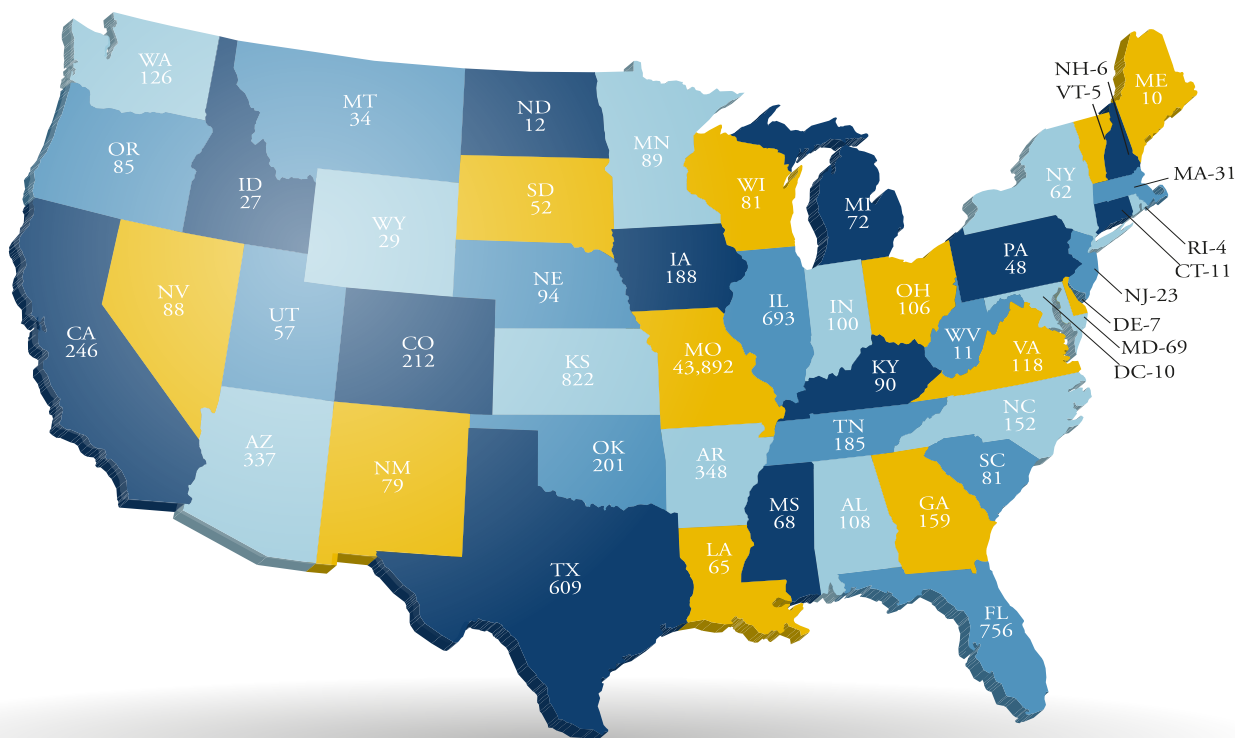 WA
126
OR
85
CA
246
NV
88
ID
27
MT
34
WY
29
UT
57
AZ
337
CO
212
NM
79
ND
12
SD
52
NE
94
KS
822
OK
201
TX
609
MN
89
IA
188
MO
43,892
AR
348
LA
65
WI
81
IL
693
MI
72
IN
100
OH
106
KY
90
TN
185
MS
68
AL
108
GA
159
FL
756
SC
81
NC
152
VA
118
WV
11
PA
48
NY
62
ME
10
NH-6
VT-5
MA-31
RI-4
CT-11
NJ-23
DE-7
MD-69
DC-10